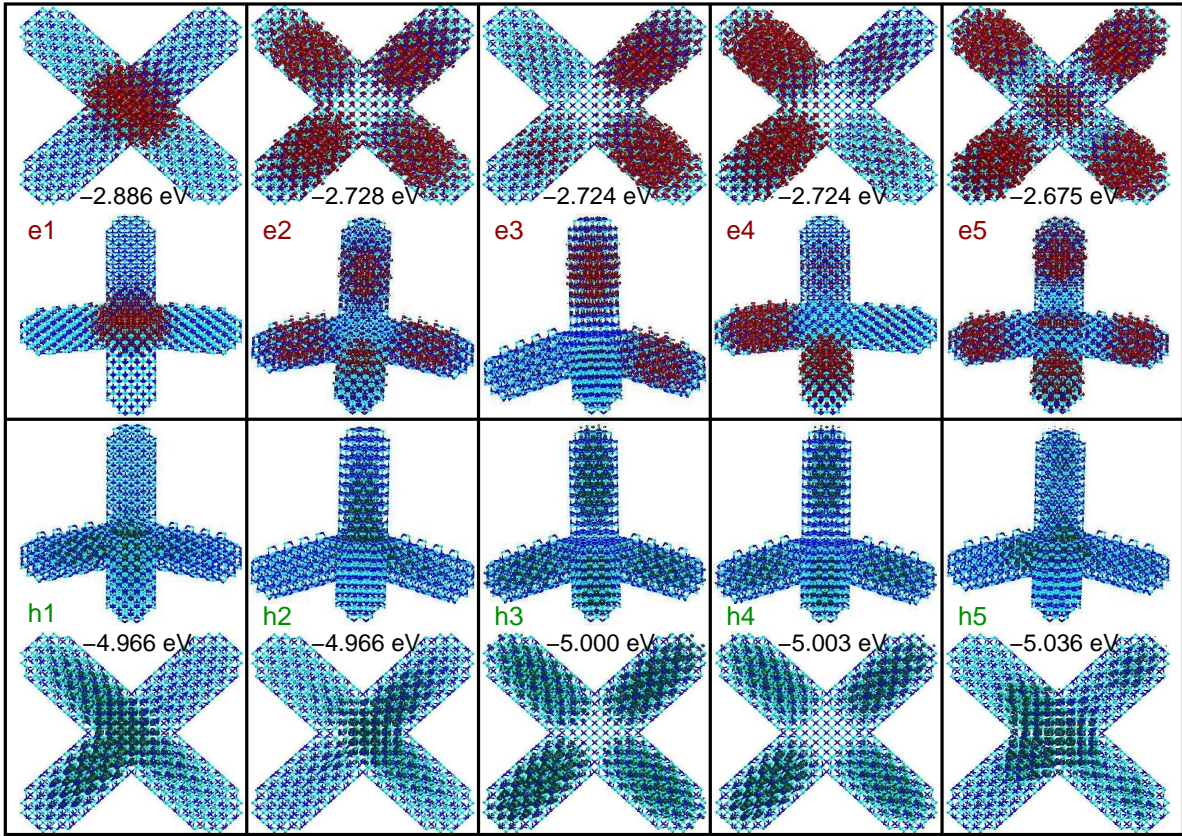 −2.886 eV
−2.728 eV
−2.724 eV
−2.724 eV
−2.675 eV
e1
e2
e3
e4
e5
h1
h2
h3
h4
h5
−4.966 eV
−4.966 eV
−5.000 eV
−5.003 eV
−5.036 eV